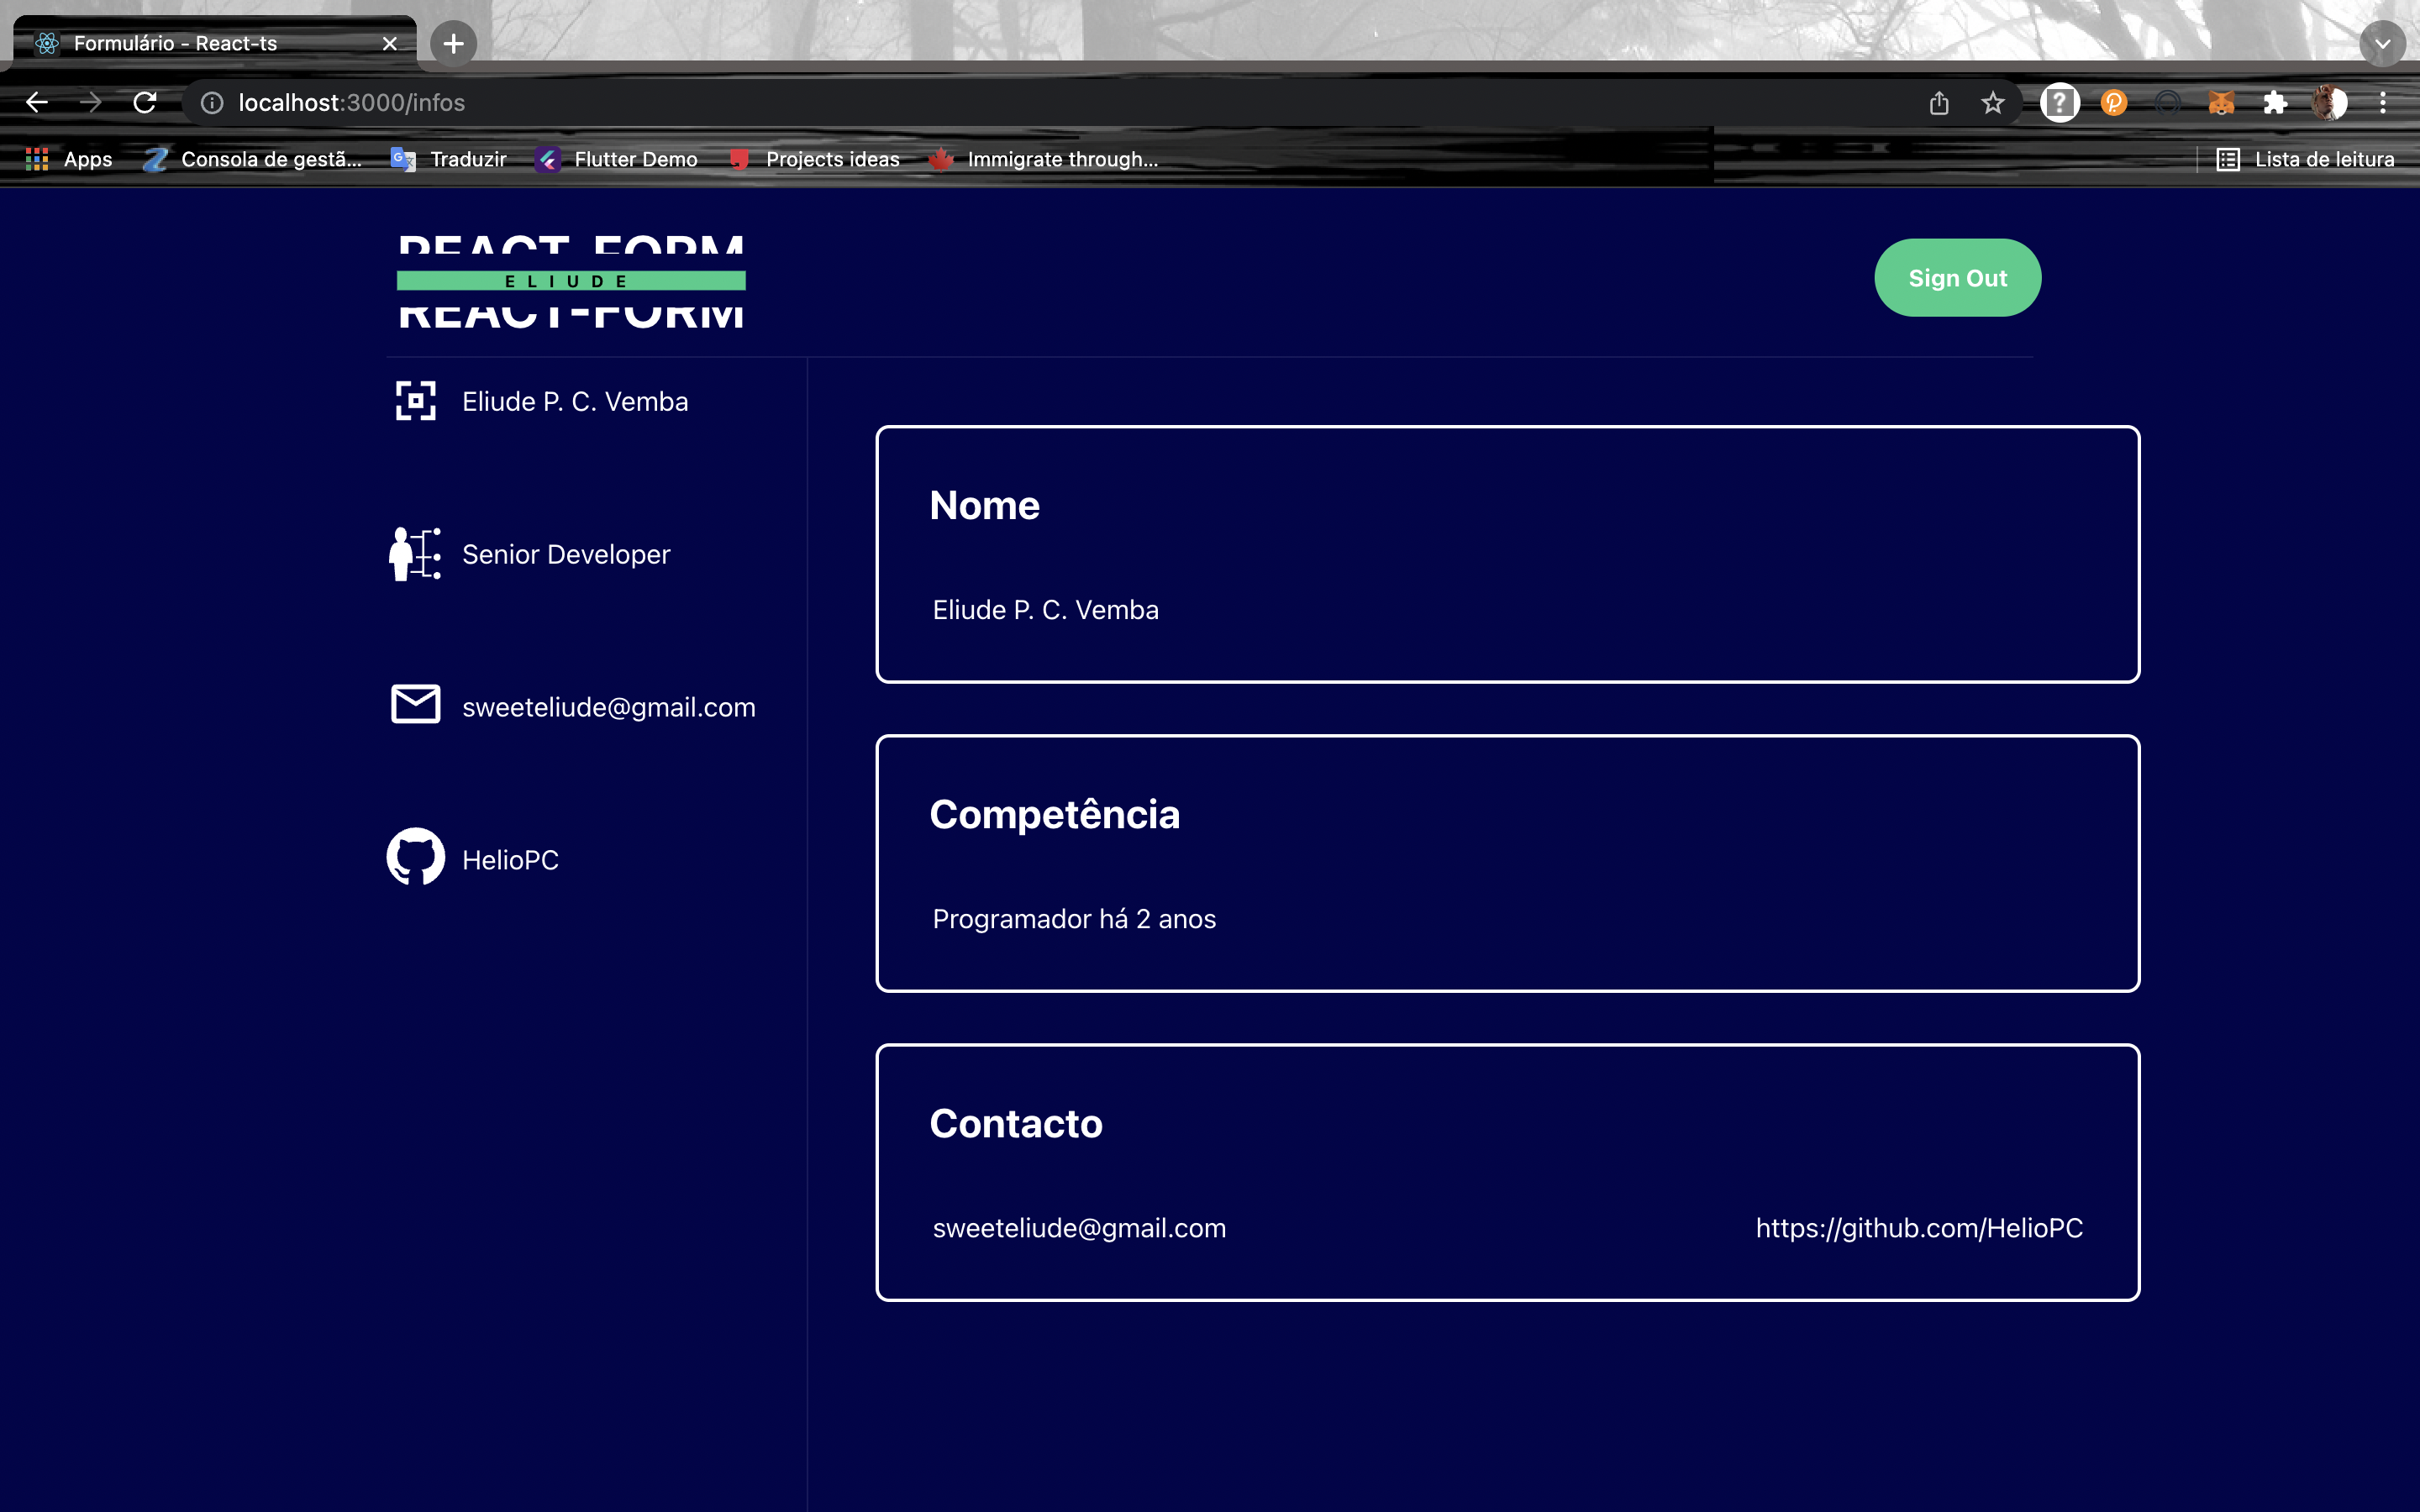 Formulário - React-ts
localhost:3000/infos
Apps
Consola de gestã...
Traduzir
Flutter Demo
Projects ideas
Immigrate through...
Lista de leitura
REACT-FORM
ELIUDE
REACT-FORM
Sign Out
Eliude P. C. Vemba
Senior Developer
sweeteliude@gmail.com
HelioPC
Nome
Eliude P. C. Vemba
Competência
Programador há 2 anos
Contacto
sweeteliude@gmail.com
https://github.com/HelioPC